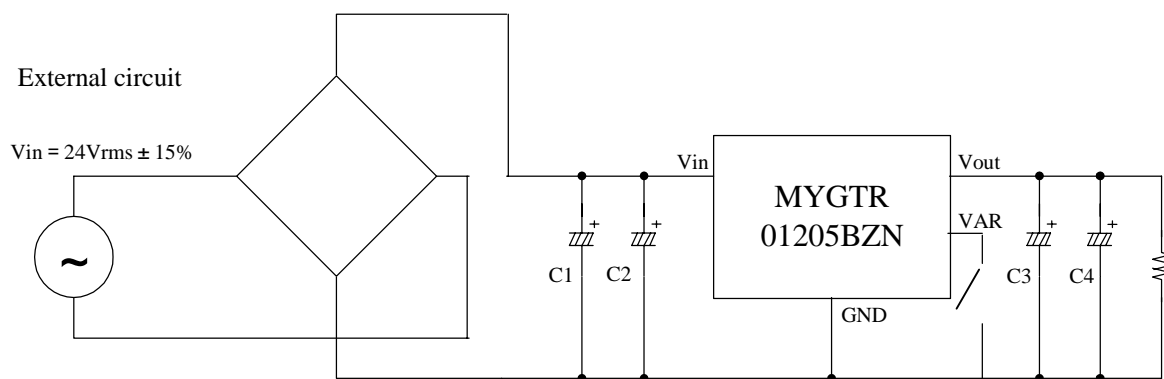 External circuit
Vin = 24Vrms ± 15%
~
Vin
MYGTR
01205BZN
Vout
VAR
GND
+
C1
+
C2
+
C3
+
C4